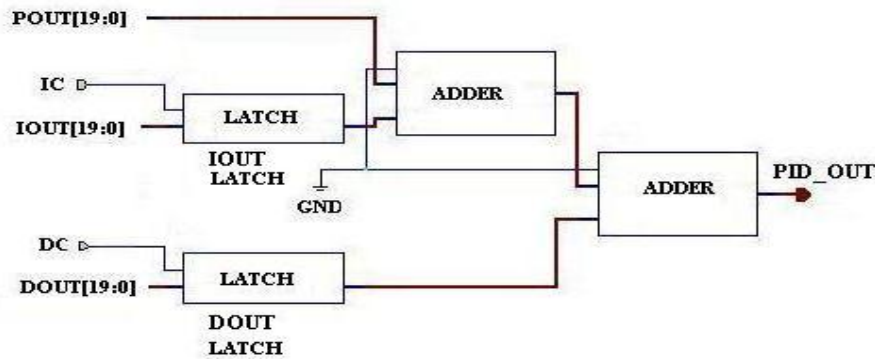 POUT[19:0]
IC
LATCH
IOUT[19:0]
IOUT
LATCH
ADDER
GND
ADDER
PID_OUT
DC
LATCH
DOUT[19:0]
DOUT
LATCH